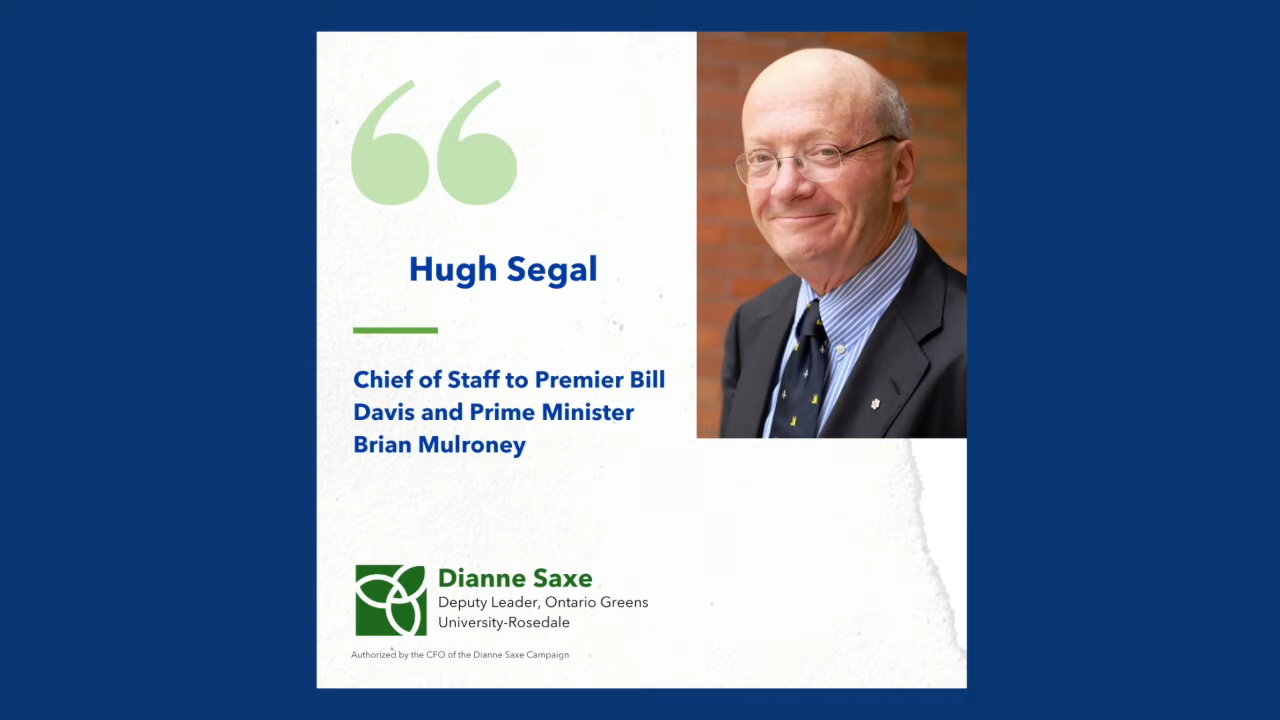 Hugh Segal
Chief of Staff to Premier Bill
Davis and Prime Minister
Brian Mulroney
Dianne Saxe
Deputy Leader, Ontario Greens
University-Rosedale
Authorized by the CFO of the Dianne Saxe Campaign